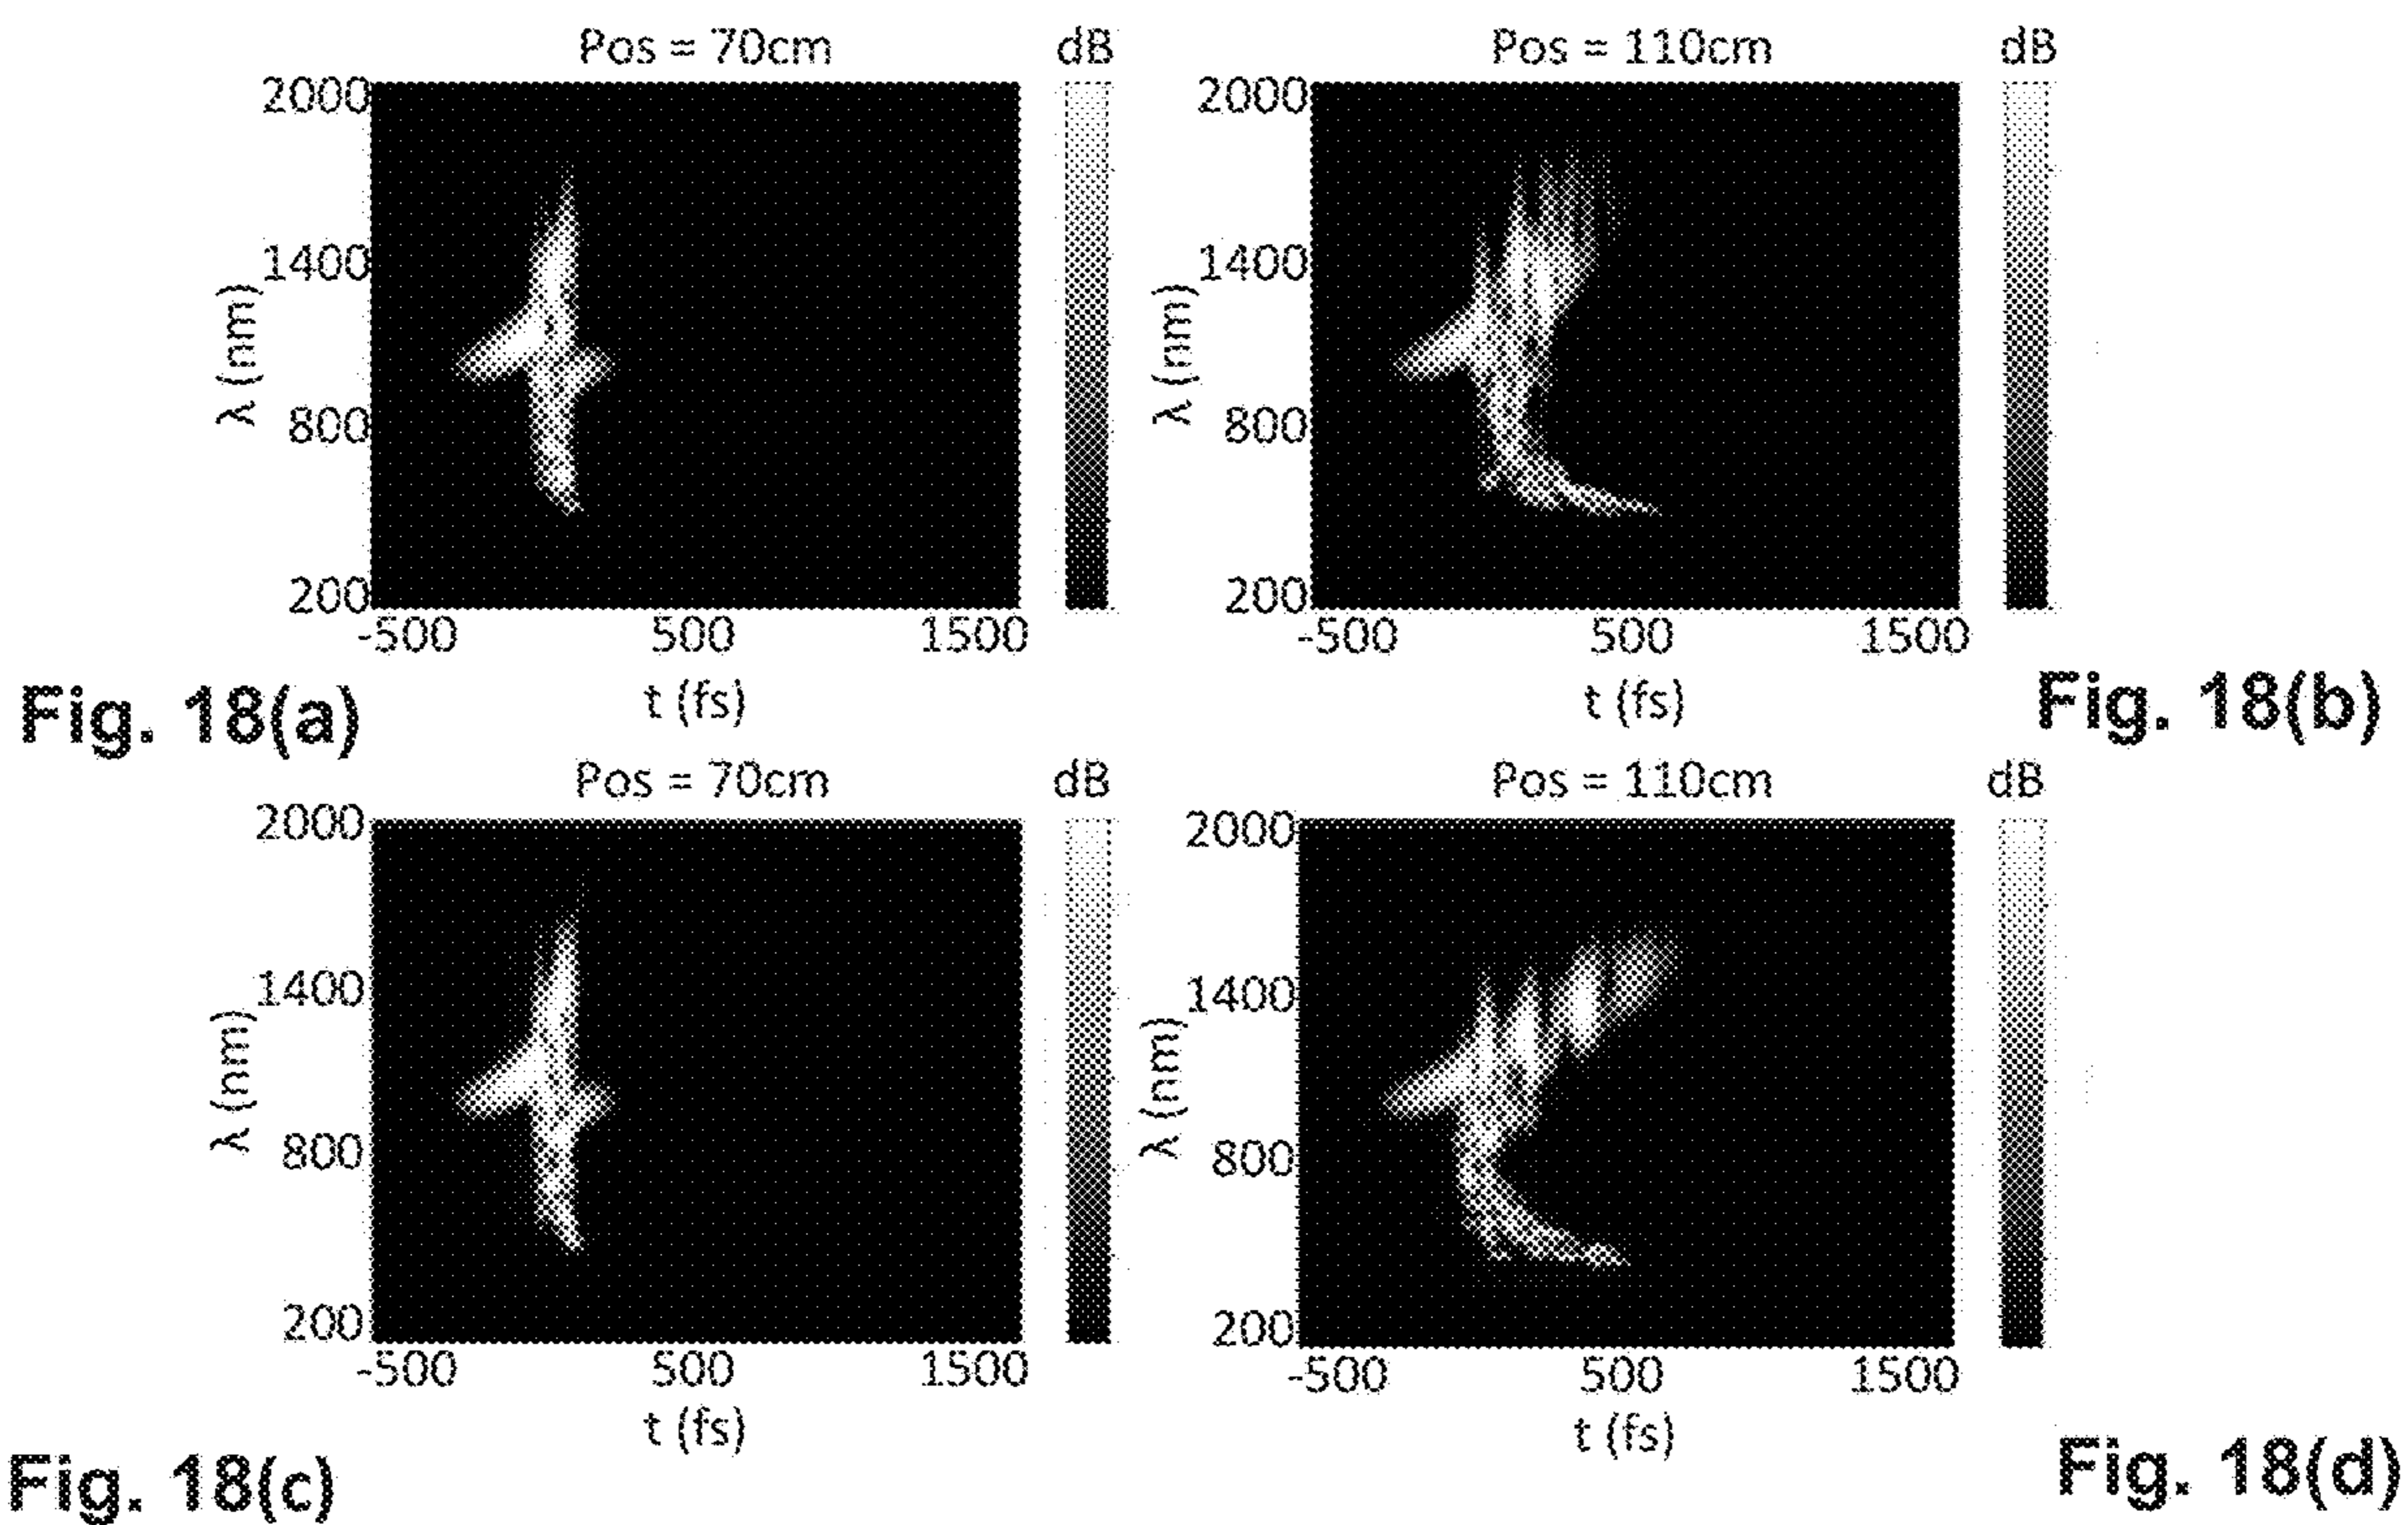 Pos = 70cm
dB
2000
1400
800
200
λ (nm)
-500 500 1500
t (fs)
Fig. 18(a)
Pos = 110cm
dB
2000
1400
800
200
λ (nm)
-500 500 1500
t (fs)
Fig. 18(b)
Pos = 70cm
dB
2000
1400
800
200
λ (nm)
-500 500 1500
t (fs)
Fig. 18(c)
Pos = 110cm
dB
2000
1400
800
200
λ (nm)
-500 500 1500
t (fs)
Fig. 18(d)